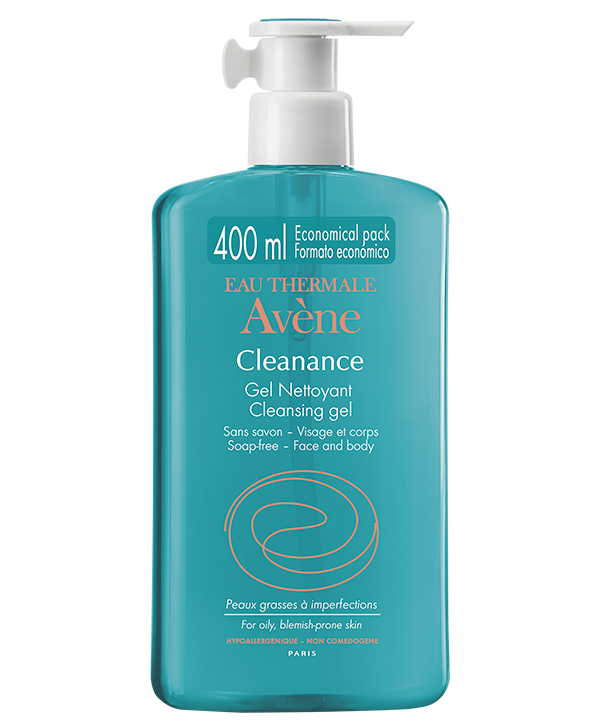 400 ml
Economical pack
Formato económico
EAU THERMALE
Avène
Cleanance
Gel Nettoyant
Cleansing gel
Sans savon – Visage et corps
Soap-free – Face and body
Peaux grasses à imperfections
For oily, blemish-prone skin
HYPOALLERGENIQUE – NON COMEDOGENE
PARIS